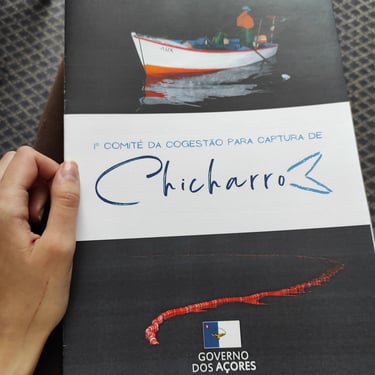 1º COMITÉ DA COGESTÃO PARA CAPTURA DE
Chicharro
GOVERNO
DOS AÇORES